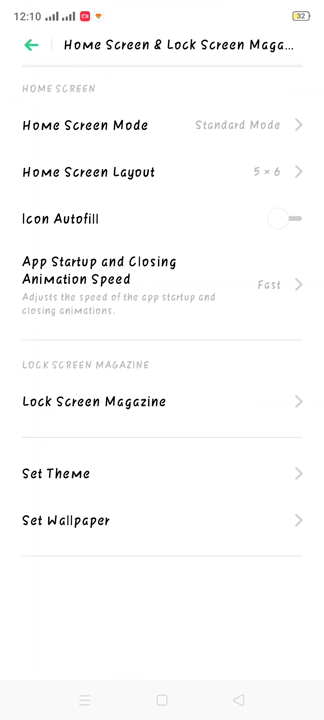 12:10
32
Home Screen & Lock Screen Maga...
HOME SCREEN
Home Screen Mode Standard Mode
Home Screen Layout 5 × 6
Icon Autofill
App Startup and Closing
Animation Speed
Fast
Adjusts the speed of the app startup and
closing animations.
LOCK SCREEN MAGAZINE
Lock Screen Magazine
Set Theme
Set Wallpaper